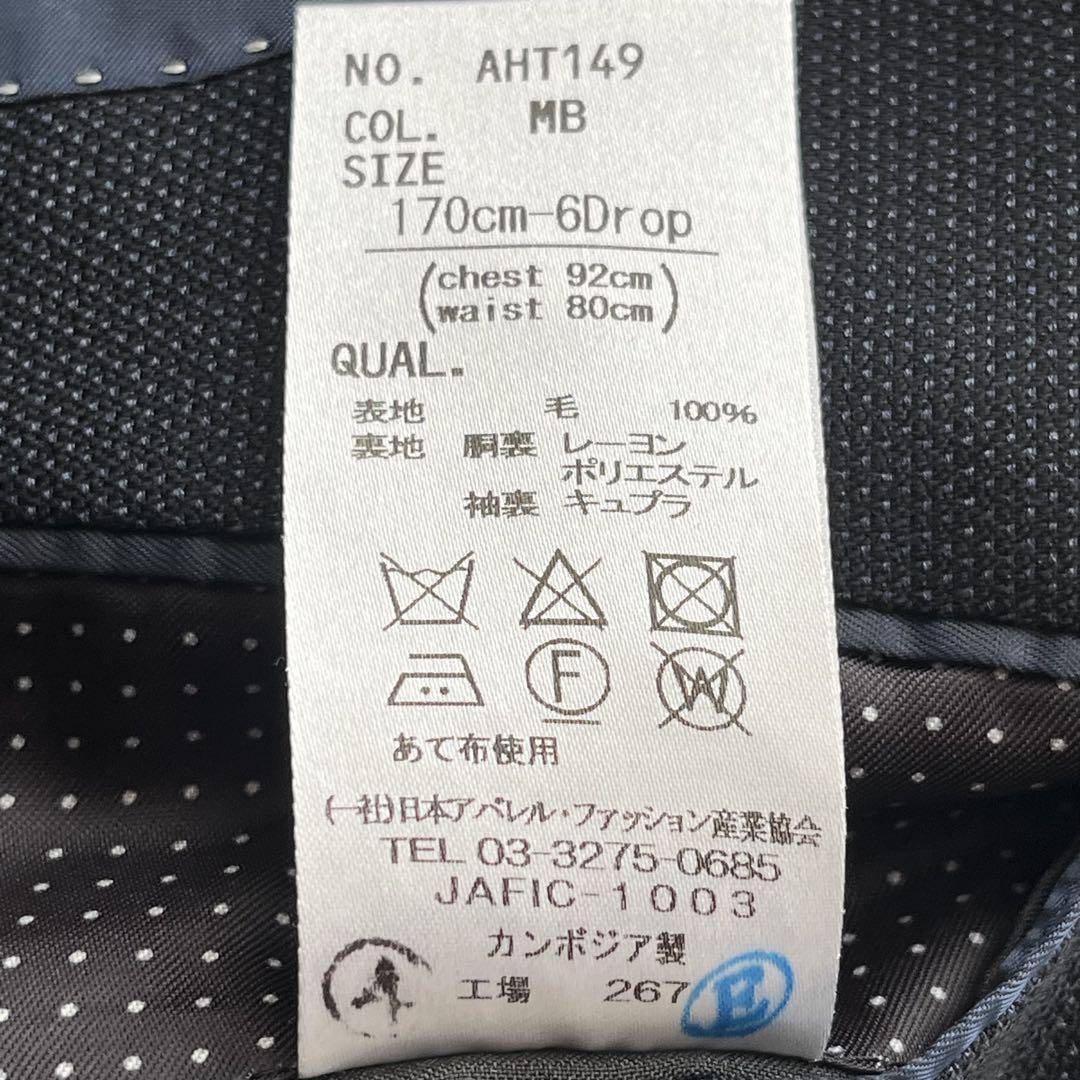 NO. AHT149
COL. MB
SIZE
170cm-6Drop
(chest 92cm
waist 80cm)
QUAL.
表地 毛 100%
裏地 胴裏 レーヨン
ポリエステル
袖裏 キュプラ
F
W
あて布使用
(一社)日本アパレル・ファッション産業協会
TEL 03-3275-0685
JAFIC-1003
カンボジア製
工場 267